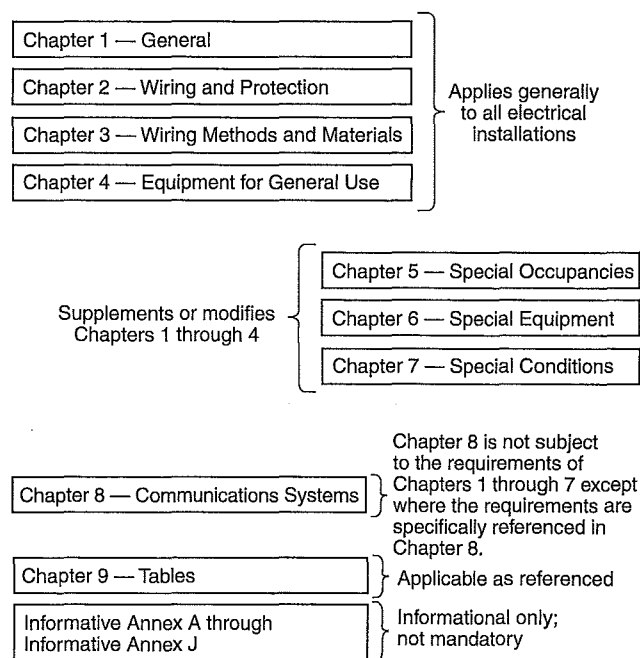 Chapter 1 — General
Chapter 2 — Wiring and Protection
Chapter 3 — Wiring Methods and Materials
Chapter 4 — Equipment for General Use
Applies generally
to all electrical
installations
Supplements or modifies
Chapters 1 through 4
Chapter 5 — Special Occupancies
Chapter 6 — Special Equipment
Chapter 7 — Special Conditions
Chapter 8 — Communications Systems
Chapter 8 is not subject
to the requirements of
Chapters 1 through 7 except
where the requirements are
specifically referenced in
Chapter 8.
Chapter 9 — Tables
Applicable as referenced
Informative Annex A through
Informative Annex J
Informational only;
not mandatory